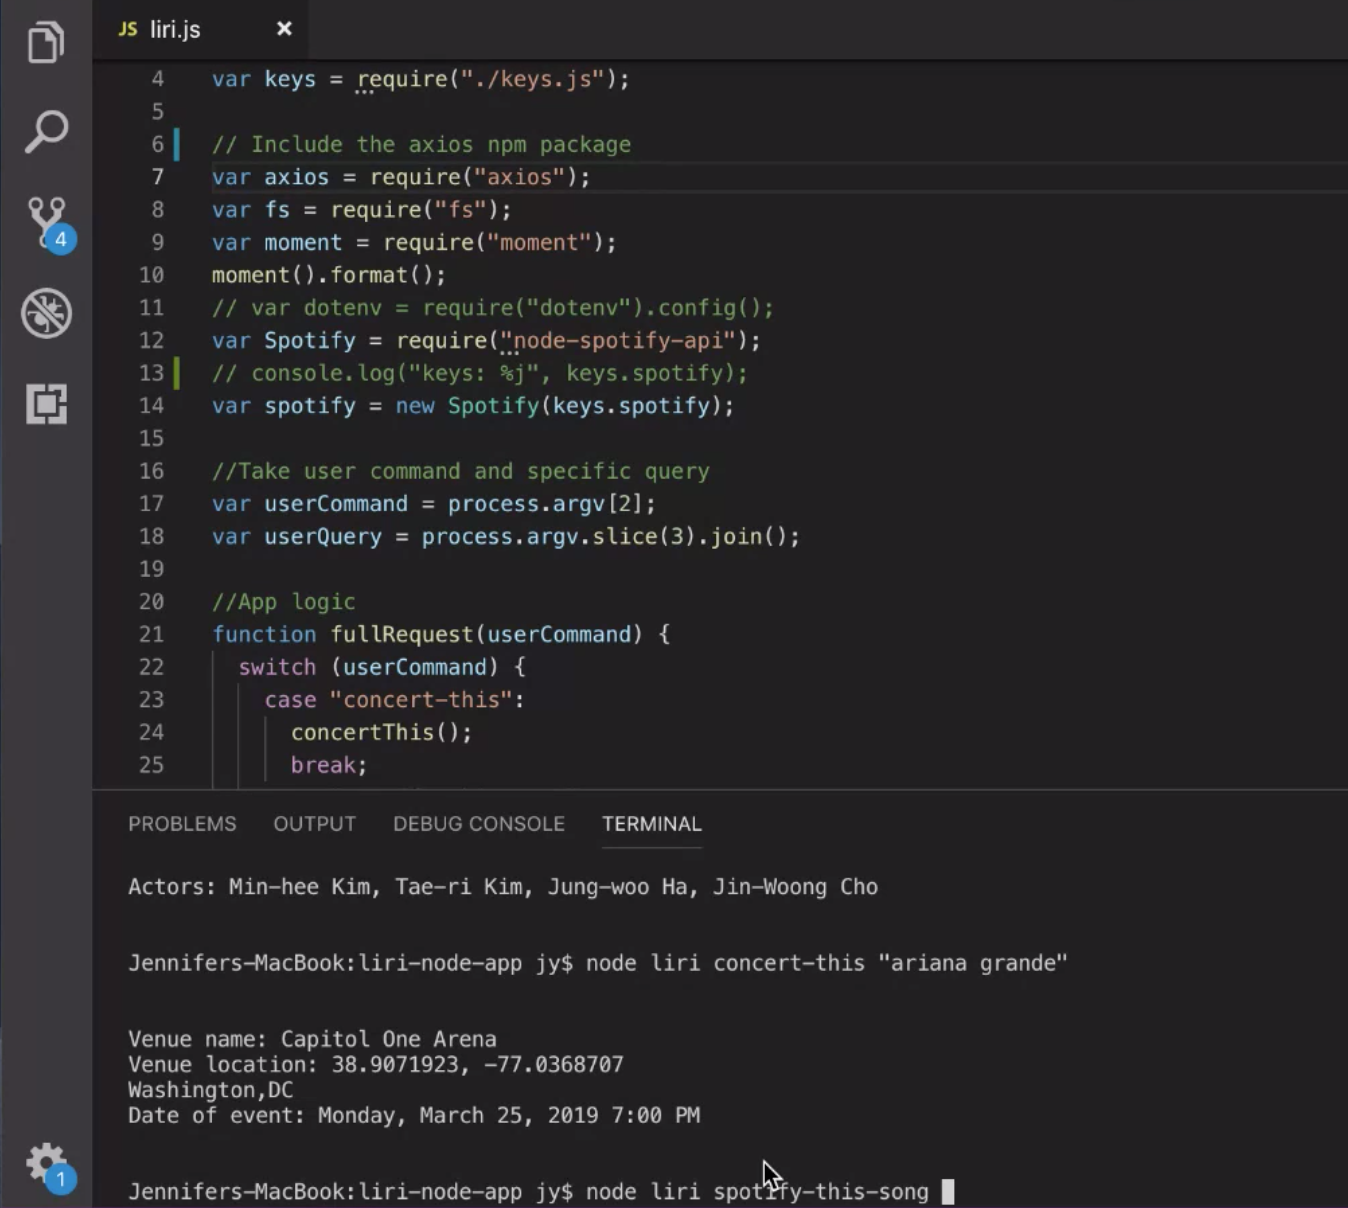 JS liri.js ×
4 var keys = require("./keys.js");
5
6 // Include the axios npm package
7 var axios = require("axios");
8 var fs = require("fs");
9 var moment = require("moment");
10 moment().format();
11 // var dotenv = require("dotenv").config();
12 var Spotify = require("node-spotify-api");
13 // console.log("keys: %j", keys.spotify);
14 var spotify = new Spotify(keys.spotify);
15
16 //Take user command and specific query
17 var userCommand = process.argv[2];
18 var userQuery = process.argv.slice(3).join();
19
20 //App logic
21 function fullRequest(userCommand) {
22 switch (userCommand) {
23 case "concert-this":
24 concertThis();
25 break;
4
PROBLEMS OUTPUT DEBUG CONSOLE TERMINAL
Actors: Min-hee Kim, Tae-ri Kim, Jung-woo Ha, Jin-Woong Cho
Jennifers-MacBook:liri-node-app jy$ node liri concert-this "ariana grande"
Venue name: Capitol One Arena
Venue location: 38.9071923, -77.0368707
Washington,DC
Date of event: Monday, March 25, 2019 7:00 PM
Jennifers-MacBook:liri-node-app jy$ node liri spotify-this-song
1